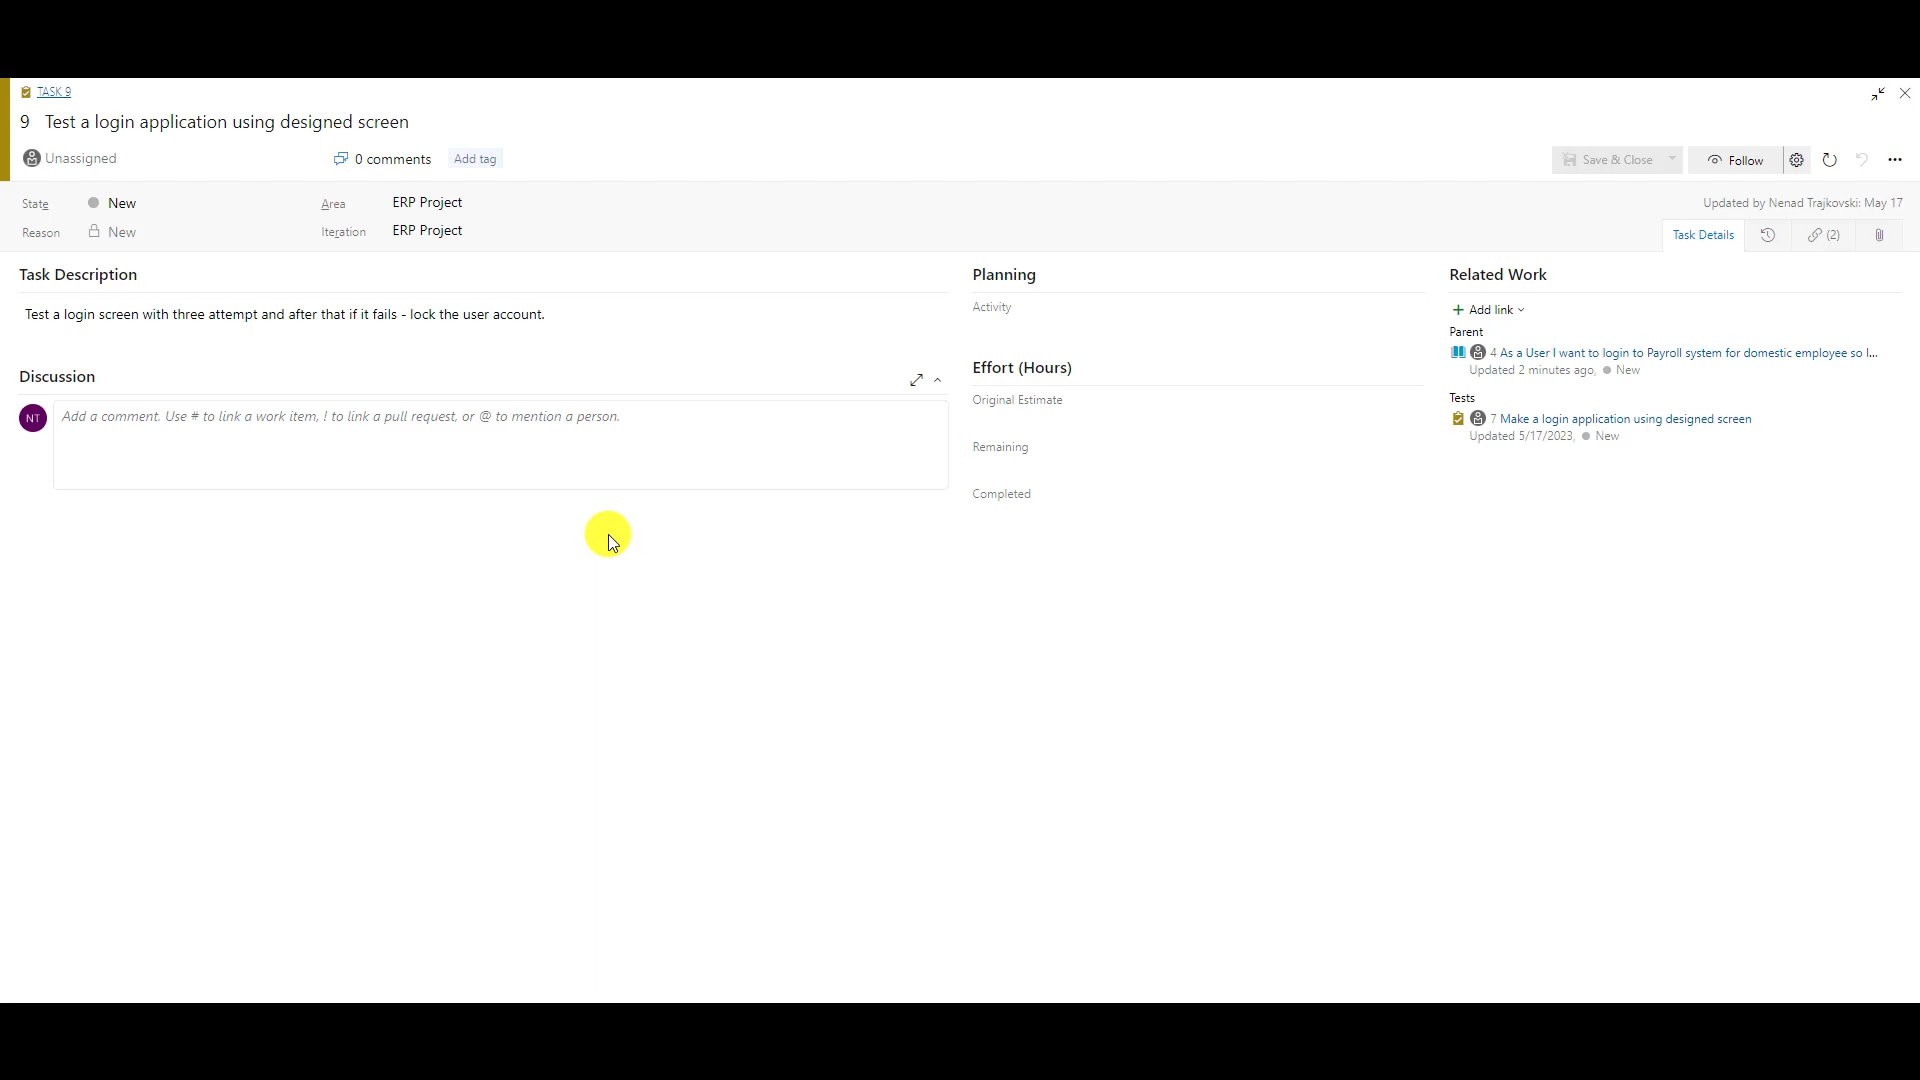 TASK 9
9 Test a login application using designed screen
Unassigned
0 comments
Add tag
Save & Close
Follow
State
New
Area
ERP Project
Updated by Nenad Trajkovski: May 17
Reason
New
Iteration
ERP Project
Task Details
(2)
Task Description
Test a login screen with three attempt and after that if it fails - lock the user account.
Discussion
NT
Add a comment. Use # to link a work item, ! to link a pull request, or @ to mention a person.
Planning
Activity
Effort (Hours)
Original Estimate
Remaining
Completed
Related Work
Add link
Parent
4 As a User I want to login to Payroll system for domestic employee so I...
Updated 2 minutes ago, New
Tests
7 Make a login application using designed screen
Updated 5/17/2023, New